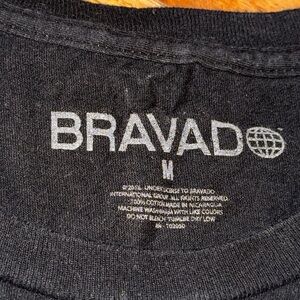 BRAVADO
M
© UNDER LICENSE TO BRAVADO
INTERNATIONAL GROUP. ALL RIGHTS RESERVED.
100% COTTON MADE IN NICARAGUA
MACHINE WASH WARM WITH LIKE COLORS
DO NOT BLEACH TUMBLE DRY LOW